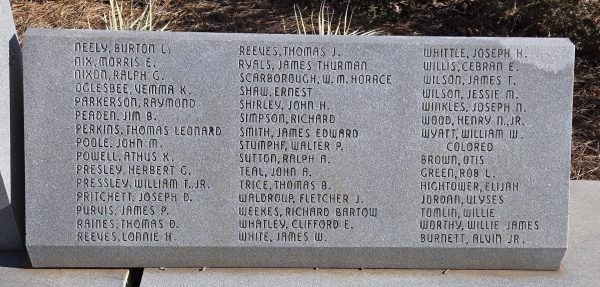 NEELY, BURTON L.
NIX, MORRIS E.
NIXON, RALPH G.
OGLESBEE, VEMMA K.
PARKERSON, RAYMOND
PEADEN, JIM B.
PERKINS, THOMAS LEONARD
POOLE, JOHN M.
POWELL, ATHUS K.
PRESLEY, HERBERT G.
PRESSLEY, WILLIAM T., JR.
PRITCHETT, JOSEPH D.
PURVIS, JAMES P.
RAINES, THOMAS D.
REEVES, LONNIE H.
REEVES, THOMAS J.
RYALS, JAMES THURMAN
SCARBOROUGH, W. M. HORACE
SHAW, ERNEST
SHIRLEY, JOHN H.
SIMPSON, RICHARD
SMITH, JAMES EDWARD
STUMPF, WALTER P.
SUTTON, RALPH A.
TEAL, JOHN A.
TRICE, THOMAS B.
WALDROUP, FLETCHER J.
WEEKES, RICHARD BARTOW
WHATLEY, CLIFFORD E.
WHITE, JAMES W.
WHITTLE, JOSEPH H.
WILLIS, CEBRAN E.
WILSON, JAMES T.
WILSON, JESSIE M.
WINKLES, JOSEPH N.
WOOD, HENRY N., JR.
WYATT, WILLIAM W.
COLORED
BROWN, OTIS
GREEN, ROB L.
HIGHTOWER, ELIJAH
JORDAN, ULYSES
TOMLIN, WILLIE
WORTHY, WILLIE JAMES
BURNETT, ALVIN JR.